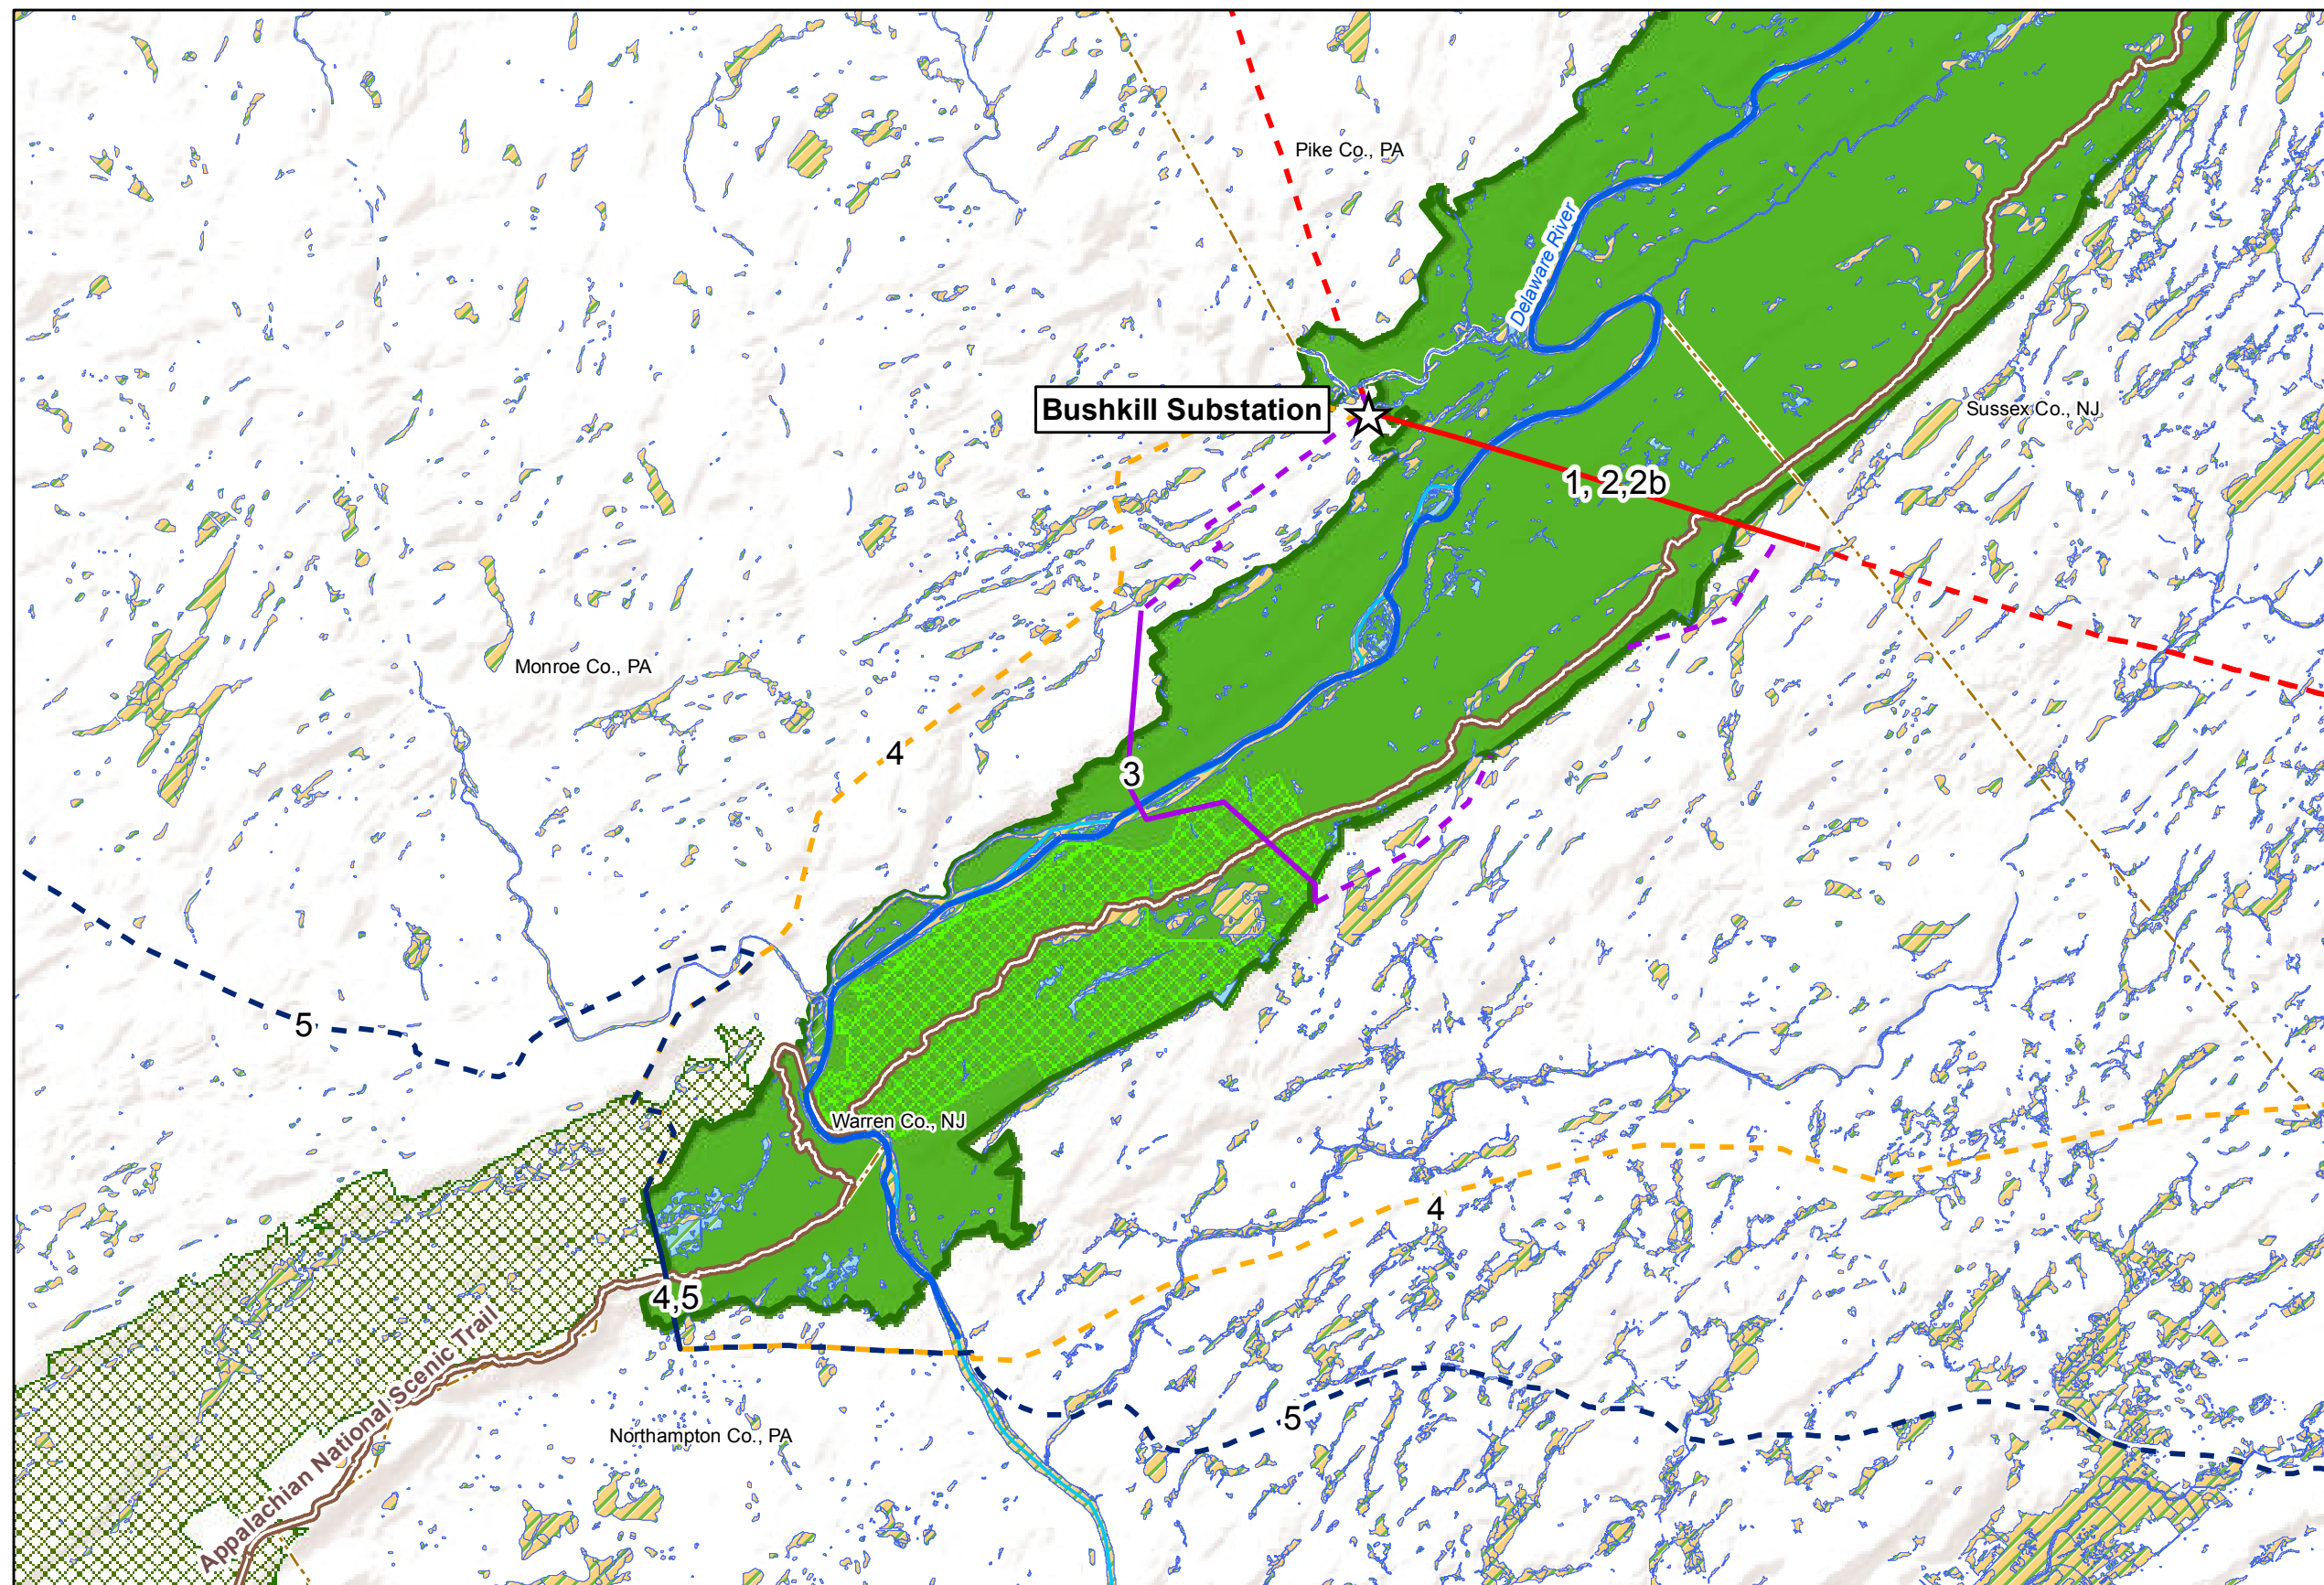 Pike Co., PA
Delaware River
Bushkill Substation
Sussex Co., NJ
1, 2,2b
Monroe Co., PA
4
3
5
Warren Co., NJ
4
4,5
Appalachian National Scenic Trail
5
Northampton Co., PA